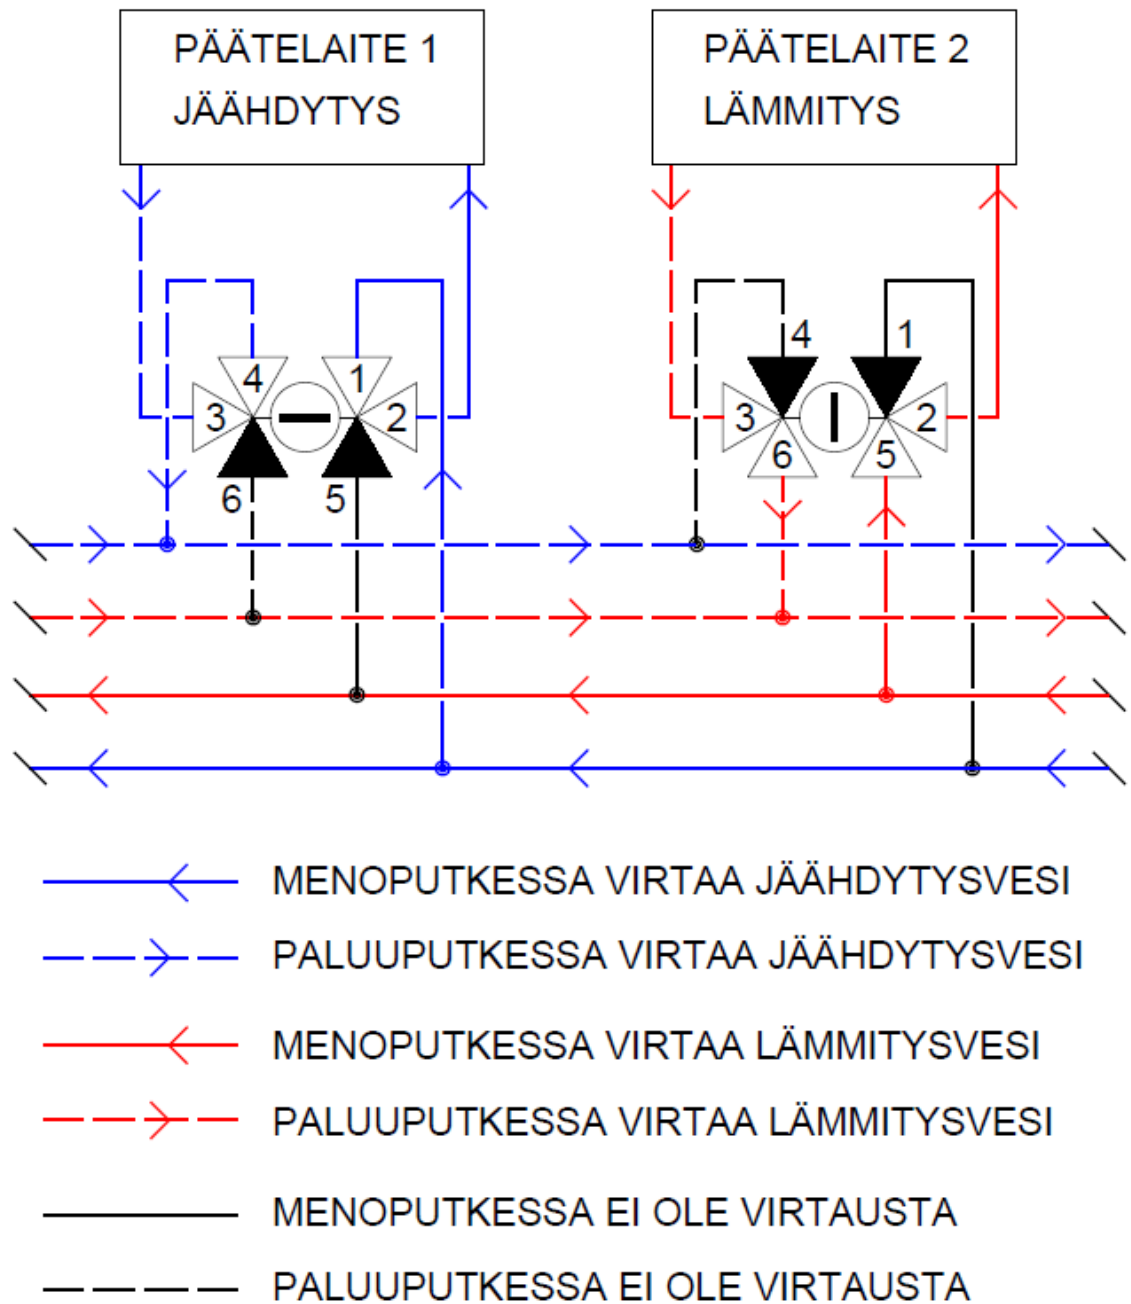 PÄÄTELAITE 1
JÄÄHDYTYS
PÄÄTELAITE 2
LÄMMITYS
4
1
3
2
6
5
4
1
3
2
6
5
MENOPUTKESSA VIRTAA JÄÄHDYTYSVESI
PALUUPUTKESSA VIRTAA JÄÄHDYTYSVESI
MENOPUTKESSA VIRTAA LÄMMITYSVESI
PALUUPUTKESSA VIRTAA LÄMMITYSVESI
MENOPUTKESSA EI OLE VIRTAUSTA
PALUUPUTKESSA EI OLE VIRTAUSTA